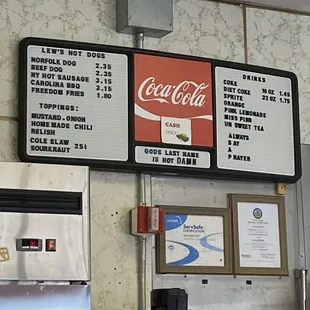 LEW'S HOT DOGS
NORFOLK DOG 2.35
BEEF DOG 2.35
NY HOT SAUSAGE 3.15
CAROLINA BBQ 3.15
FREEDOM FRIES 1.80
TOPPINGS:
MUSTARD-ONION
HOME MADE CHILI
RELISH
COLE SLAW
SOURKRAUT 25¢
Coca-Cola
CASH
ONLY
GODS LAST NAME
IS NOT DAMN
DRINKS
COKE 16 OZ 1.45
DIET COKE 32 OZ 1.75
SPRITE
ORANGE
PINK LEMONADE
MISS PINS
UN SWEET TEA
ALWAYS
SAY
A
PRAYER
ServSafe